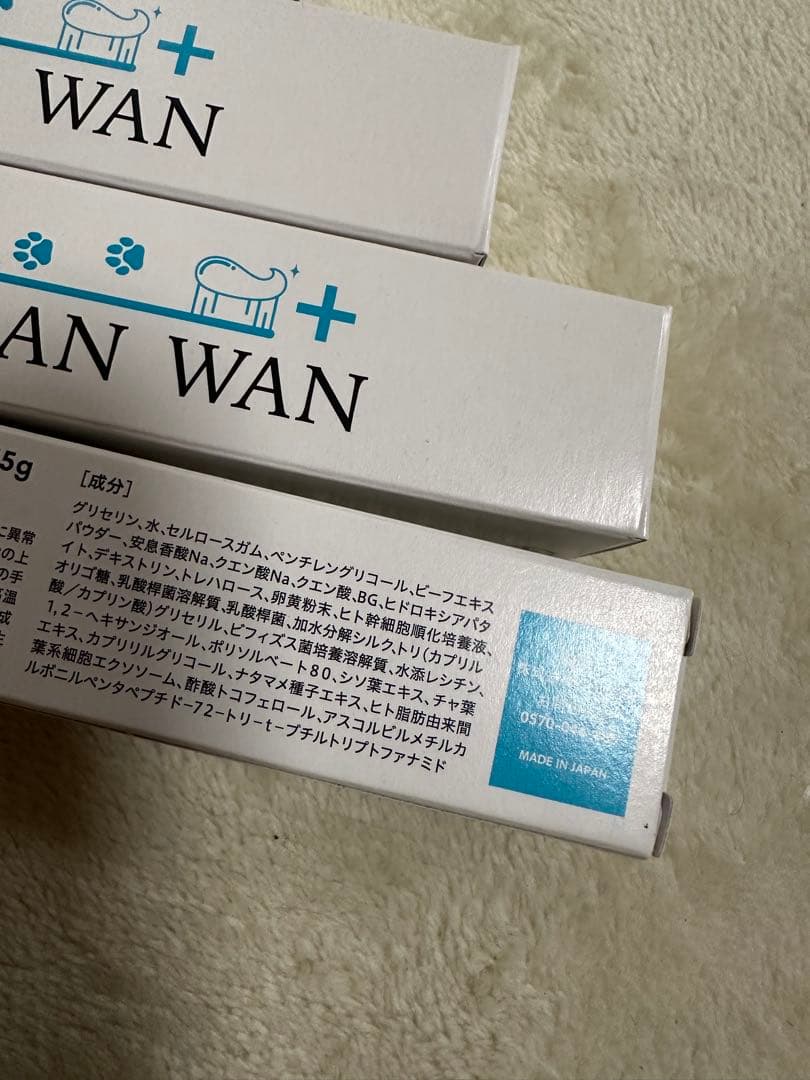 WAN
AN WAN
5g
[成分]
グリセリン、水、セルロースガム、ペンチレングリコール、ビーフエキス
パウダー、安息香酸Na、クエン酸Na、クエン酸、BG、ヒドロキシアパタ
イト、デキストリン、トレハロース、卵黄粉末、ヒト幹細胞順化培養液、
オリゴ糖、乳酸桿菌溶解質、乳酸桿菌、加水分解シルク、トリ(カプリル
酸/カプリン酸)グリセリル、ビフィズス菌培養溶解質、水添レシチン、
1,2-ヘキサンジオール、ポリソルベート80、シソ葉エキス、チャ葉
エキス、カプリリルグリコール、ナタマメ種子エキス、ヒト脂肪由来間
葉系細胞エクソソーム、酢酸トコフェロール、アスコルビルメチルカ
ルボニルペンタペプチド-72-トリ-t-ブチルトリプトファナミド
に異常
の上
の手
高温
成
0570-0
MADE IN JAPAN